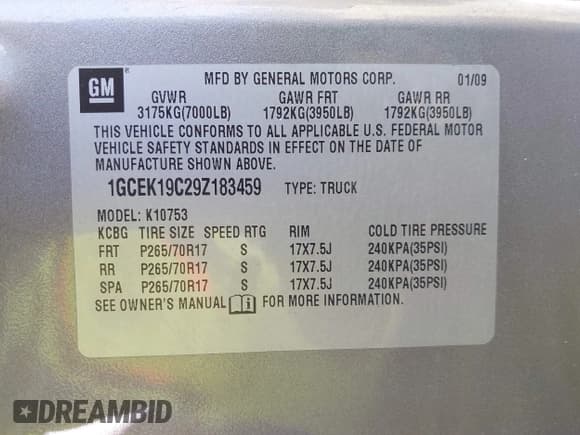 GM ® MFD BY GENERAL MOTORS CORP. 01/09
GVWR GAWR FRT GAWR RR
3175KG(7000LB) 1792KG(3950LB) 1792KG(3950LB)
THIS VEHICLE CONFORMS TO ALL APPLICABLE U.S. FEDERAL MOTOR
VEHICLE SAFETY STANDARDS IN EFFECT ON THE DATE OF
MANUFACTURE SHOWN ABOVE.
1GCEK19C29Z183459 TYPE: TRUCK
MODEL: K10753
KCBG TIRE SIZE SPEED RTG RIM COLD TIRE PRESSURE
FRT P265/70R17 S 17X7.5J 240KPA(35PSI)
RR P265/70R17 S 17X7.5J 240KPA(35PSI)
SPA P265/70R17 S 17X7.5J 240KPA(35PSI)
SEE OWNER'S MANUAL FOR MORE INFORMATION.
DREAMBID